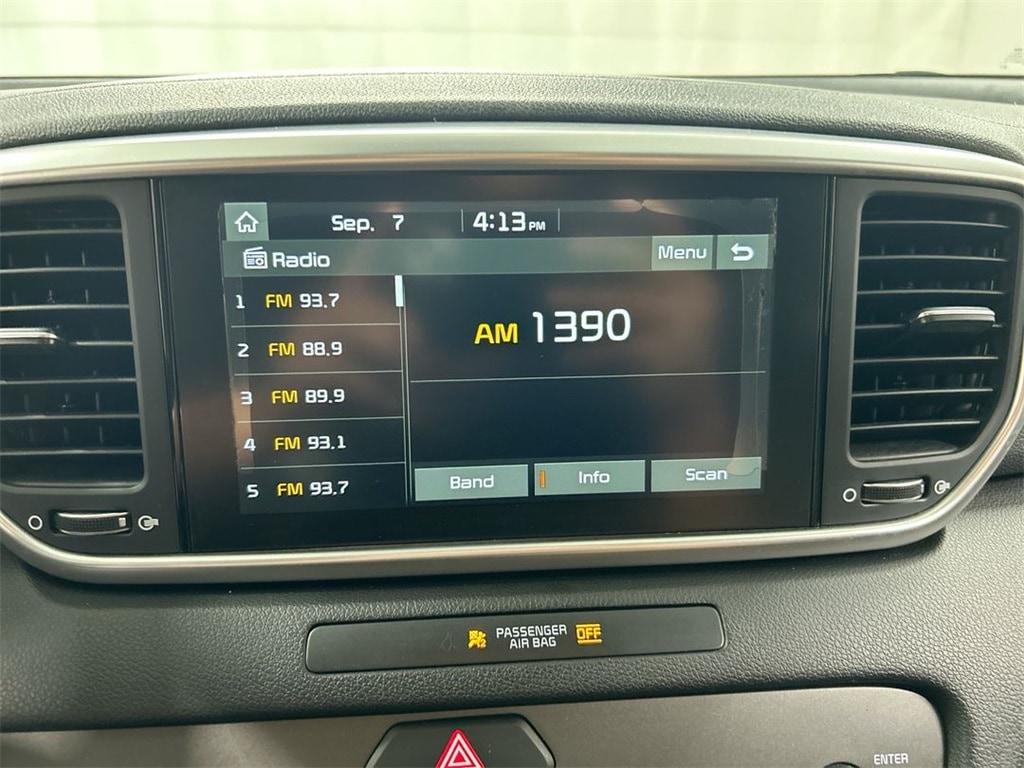 Sep. 7 4:13 PM
Radio Menu
1 FM 93.7
2 FM 88.9
3 FM 89.9
4 FM 93.1
5 FM 93.7
AM 1390
Band Info Scan
PASSENGER
AIR BAG OFF
ENTER